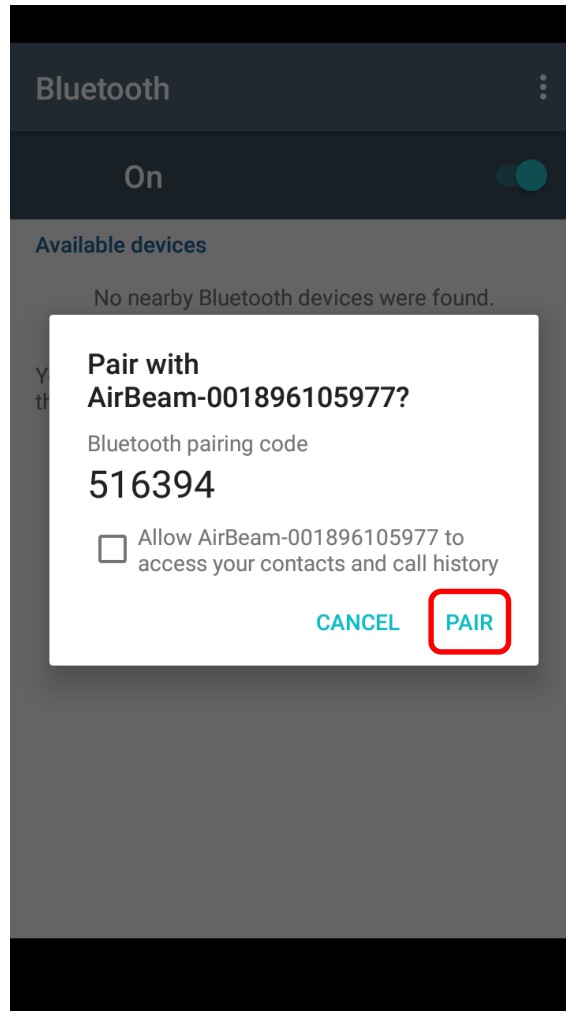 Bluetooth
On
Available devices
No nearby Bluetooth devices were found.
Y
th
Pair with
AirBeam-001896105977?
Bluetooth pairing code
516394
Allow AirBeam-001896105977 to
access your contacts and call history
CANCEL PAIR